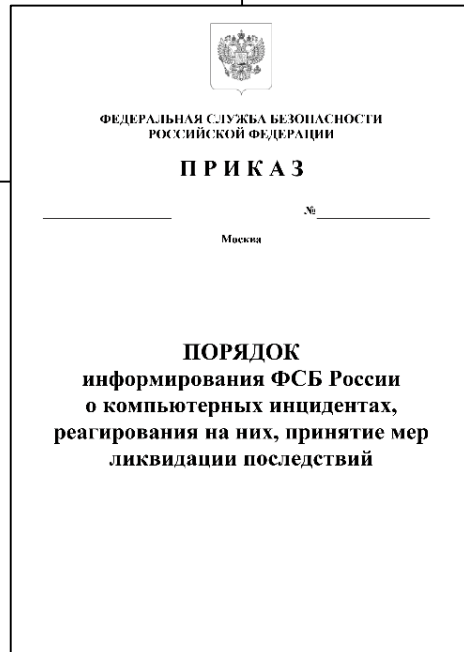 ФЕДЕРАЛЬНАЯ СЛУЖБА БЕЗОПАСНОСТИ
РОССИЙСКОЙ ФЕДЕРАЦИИ
ПРИКАЗ
№
Москва
ПОРЯДОК
информирования ФСБ России
о компьютерных инцидентах,
реагирования на них, принятие мер
ликвидации последствий